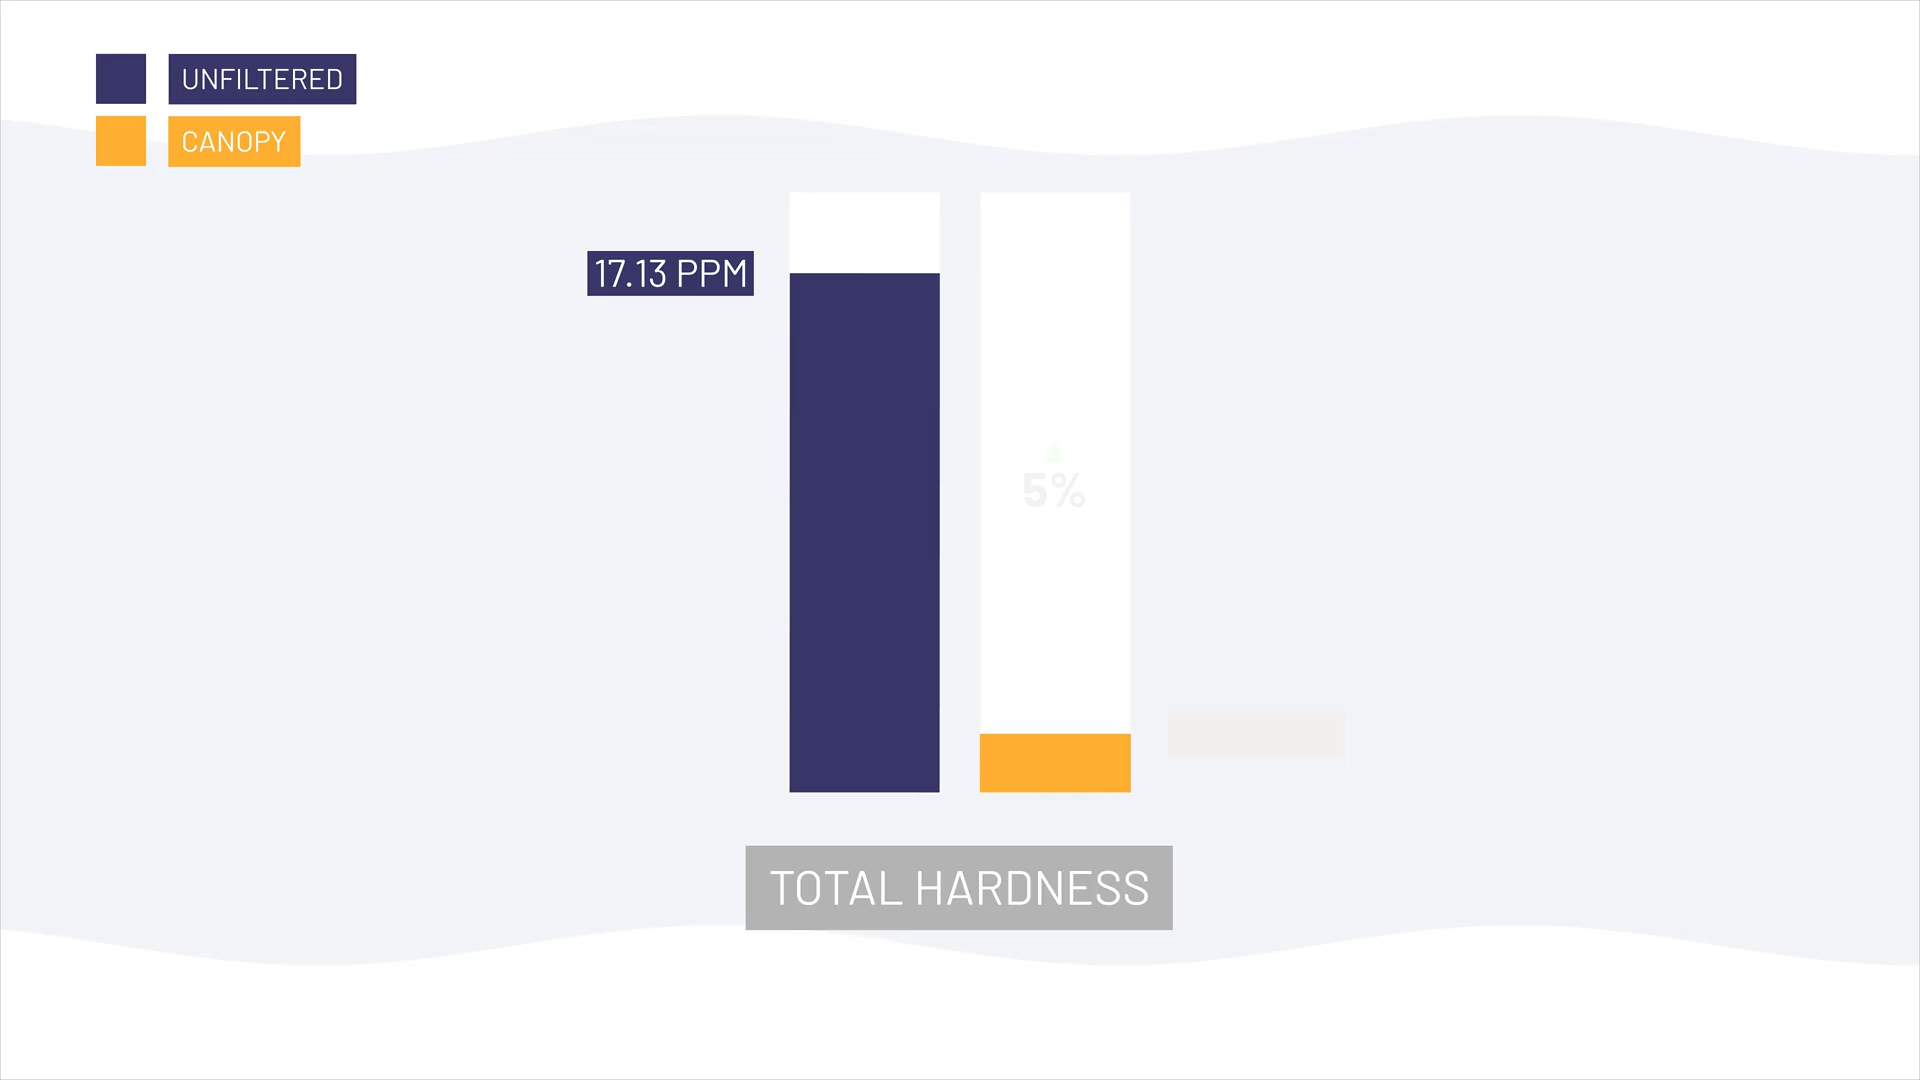 UNFILTERED
CANOPY
17.13 PPM
5%
TOTAL HARDNESS